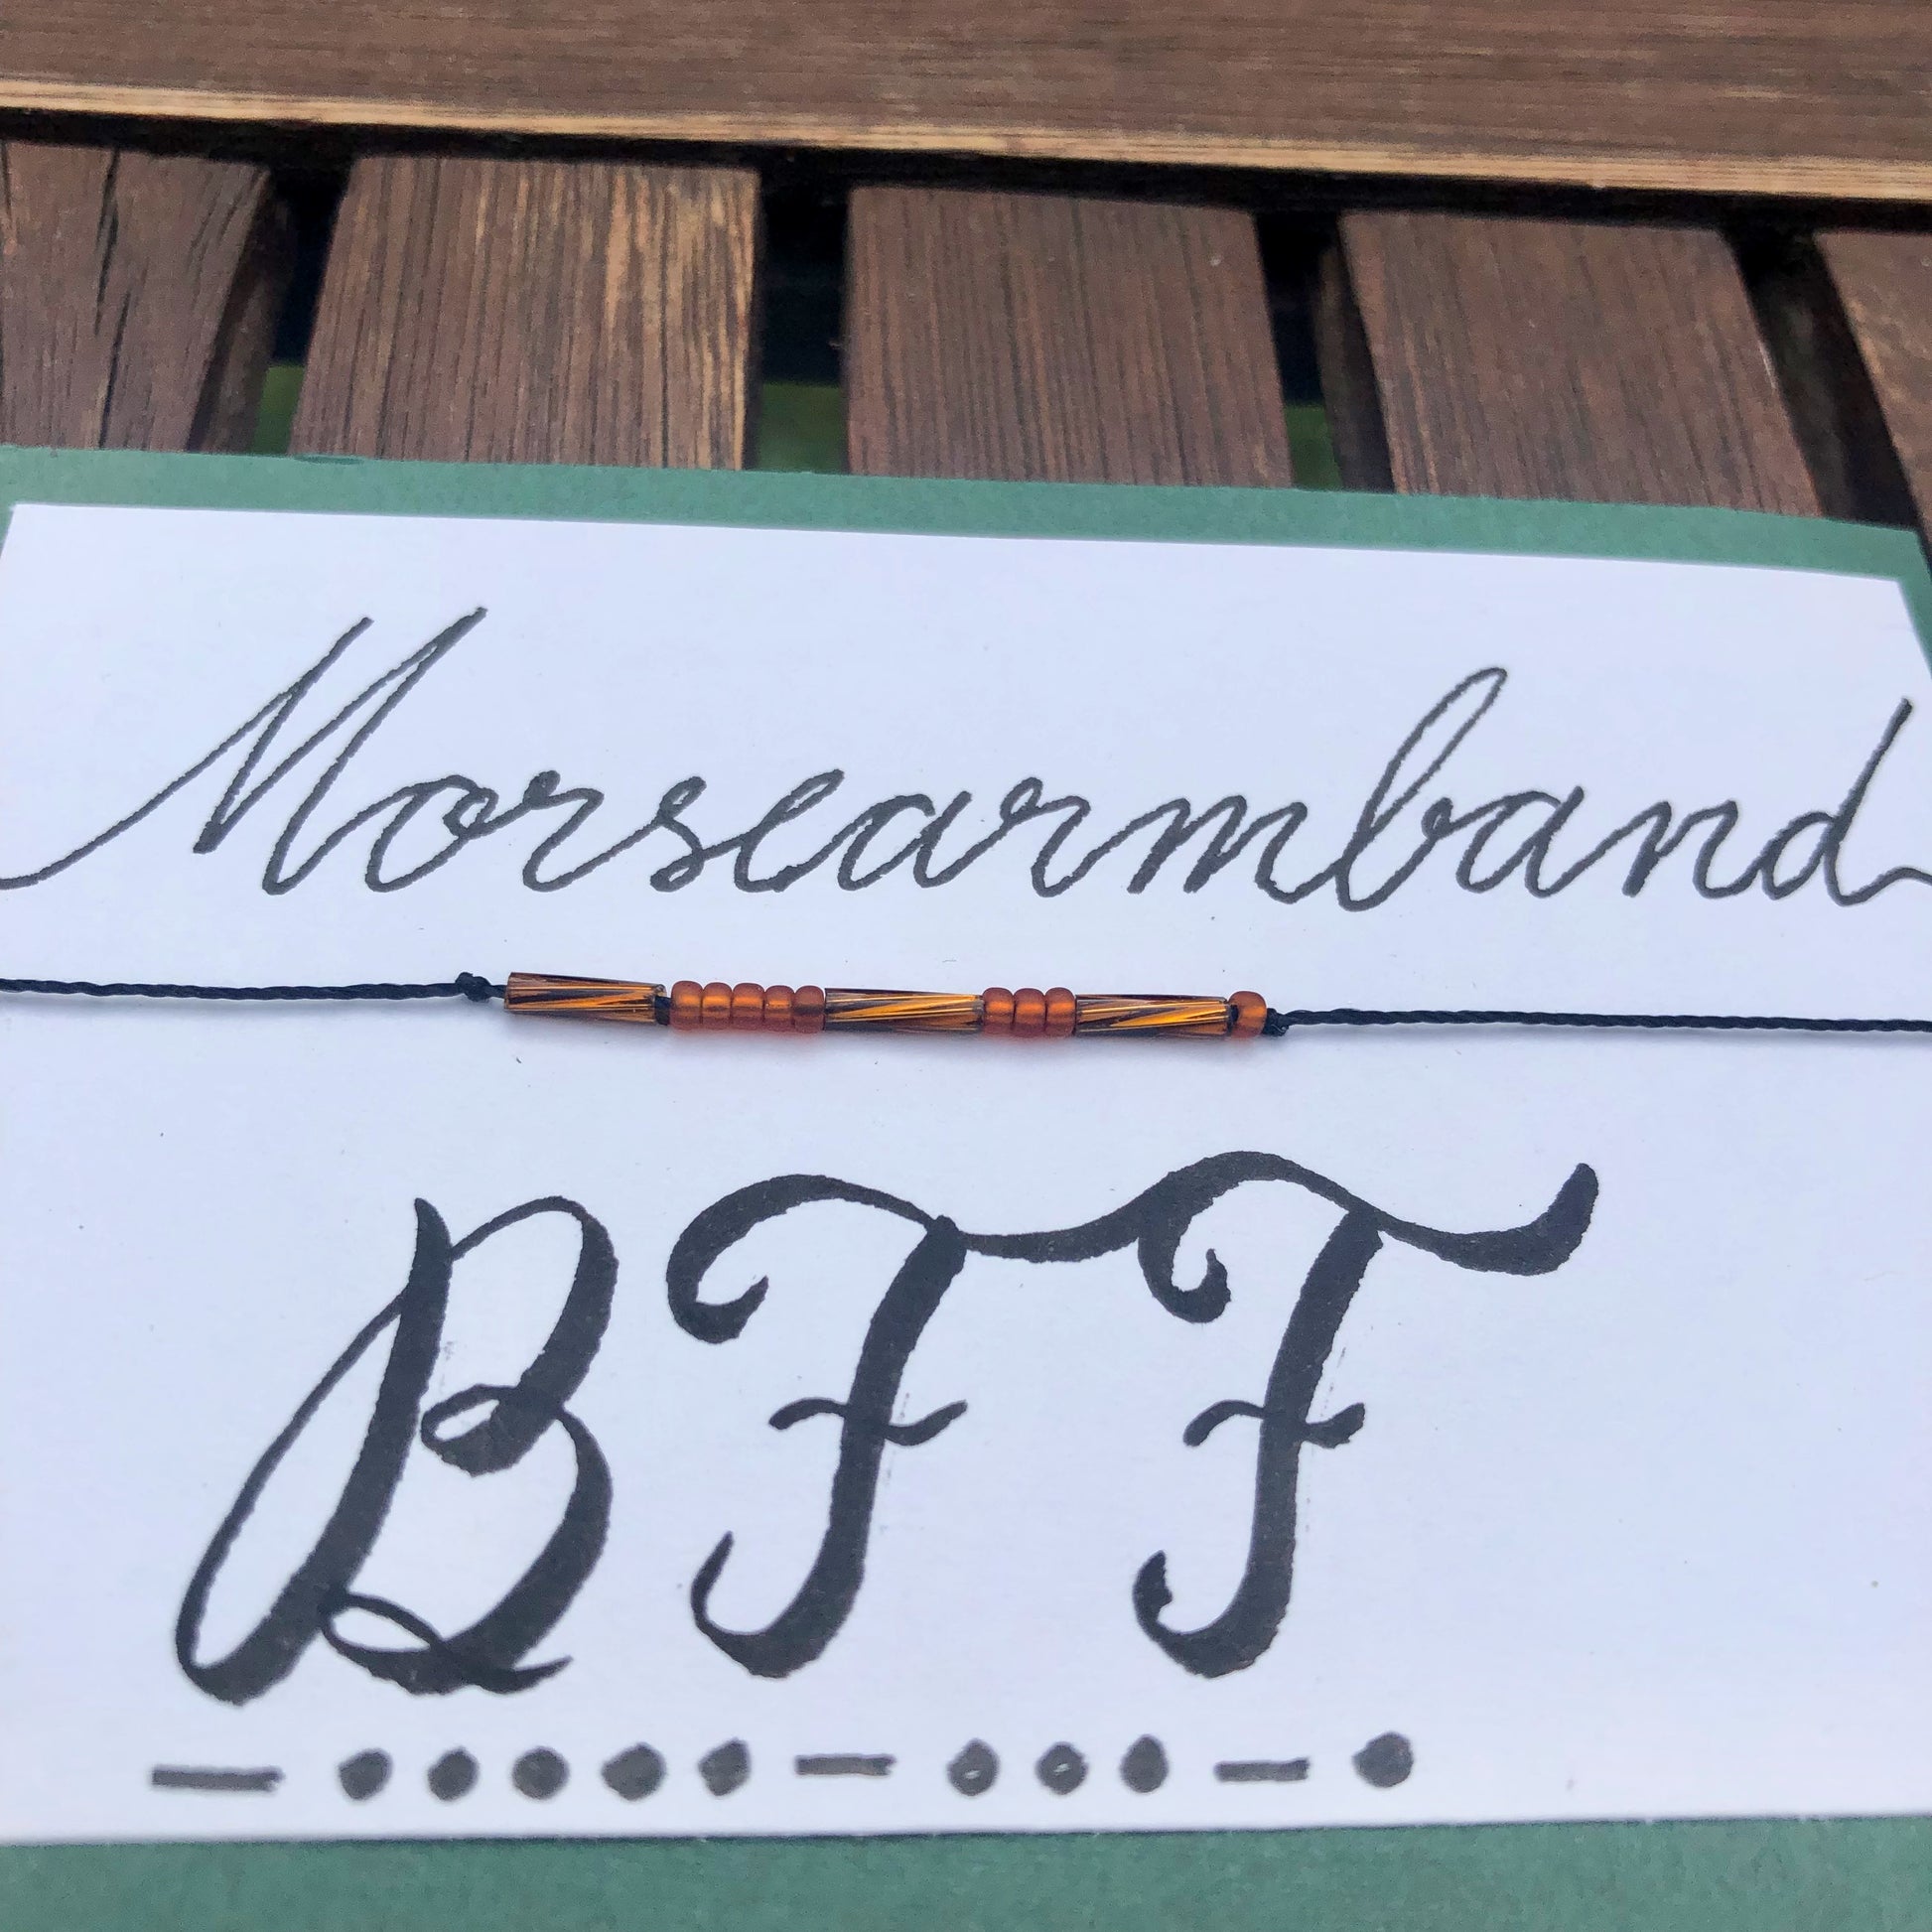 Morsearmband
BFF
— • • • • • — • • • — •